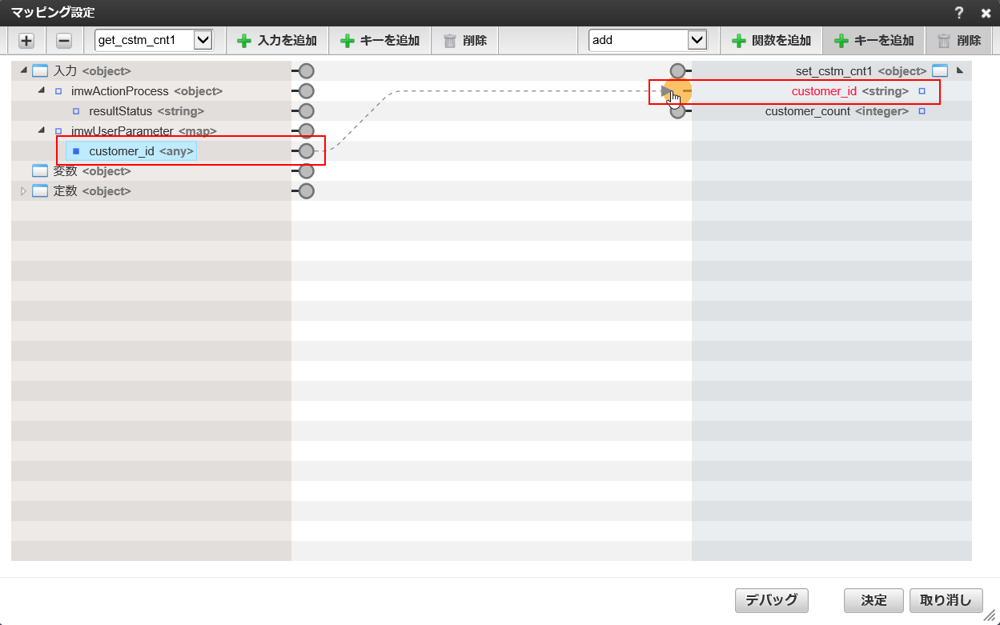 マッピング設定
?
get_cstm_cnt1 入力を追加 キーを追加 削除 add 関数を追加 キーを追加 削除
入力 <object> set_cstm_cnt1 <object>
imwActionProcess <object> customer_id <string>
resultStatus <string> customer_count <integer>
imwUserParameter <map>
customer_id <any>
変数 <object>
定数 <object>
デバッグ 決定 取り消し